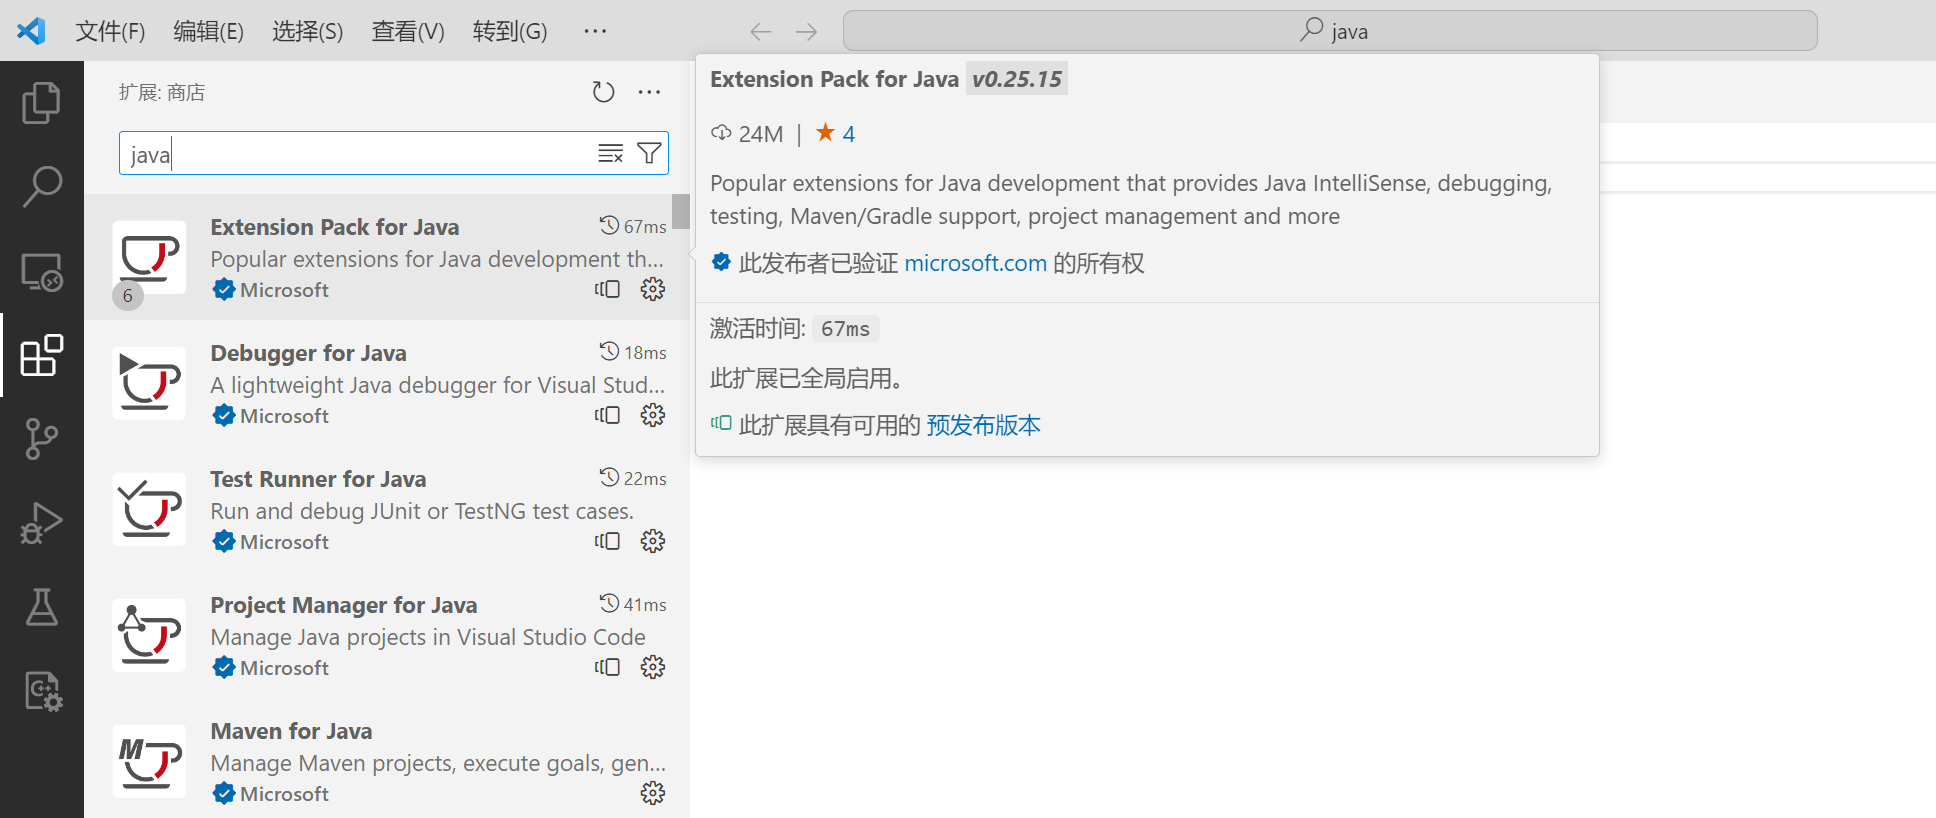 文件(F) 编辑(E) 选择(S) 查看(V) 转到(G) ··· java
扩展: 商店
java
Extension Pack for Java 67ms
Popular extensions for Java development th...
Microsoft
6
Debugger for Java 18ms
A lightweight Java debugger for Visual Stud...
Microsoft
Test Runner for Java 22ms
Run and debug JUnit or TestNG test cases.
Microsoft
Project Manager for Java 41ms
Manage Java projects in Visual Studio Code
Microsoft
Maven for Java
Manage Maven projects, execute goals, gen...
Microsoft
Extension Pack for Java v0.25.15
24M | ★ 4
Popular extensions for Java development that provides Java IntelliSense, debugging,
testing, Maven/Gradle support, project management and more
此发布者已验证 microsoft.com 的所有权
激活时间: 67ms
此扩展已全局启用。
此扩展具有可用的 预发布版本